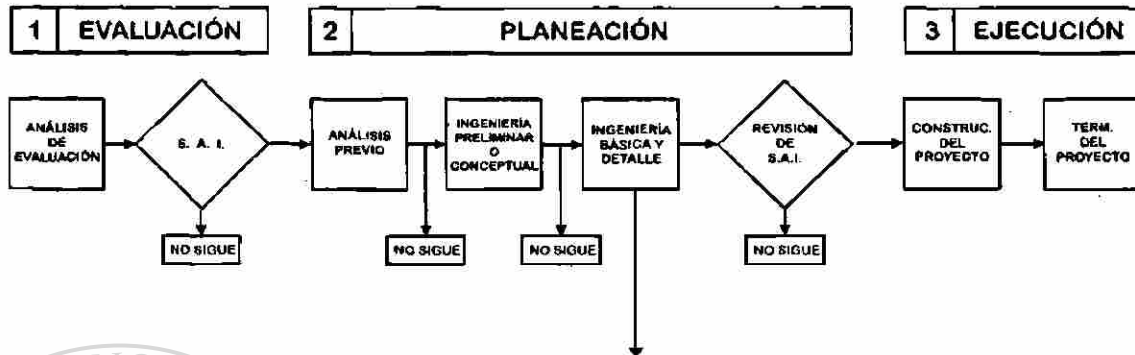 1 EVALUACIÓN
2 PLANEACIÓN
3 EJECUCIÓN
ANÁLISIS
DE
EVALUACIÓN
S. A. I.
ANÁLISIS
PREVIO
INGENIERÍA
PRELIMINAR
O
CONCEPTUAL
INGENIERÍA
BÁSICA Y
DETALLE
REVISIÓN
DE
S.A.I.
CONSTRUC.
DEL
PROYECTO
TERM.
DEL
PROYECTO
NO SIGUE
NO SIGUE
NO SIGUE
NO SIGUE